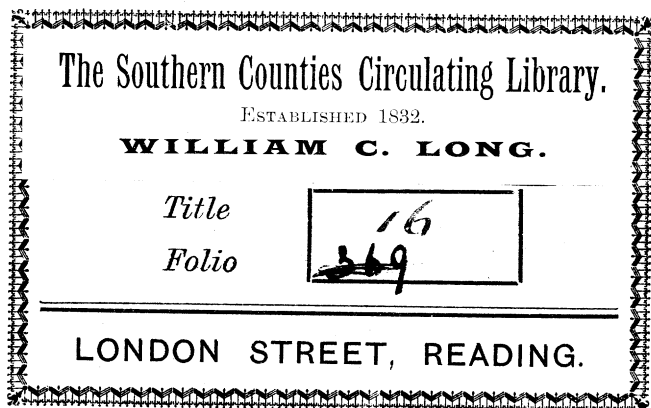 The Southern Counties Circulating Library.
ESTABLISHED 1832.
WILLIAM C. LONG.
Title 16
Folio 369
LONDON STREET, READING.